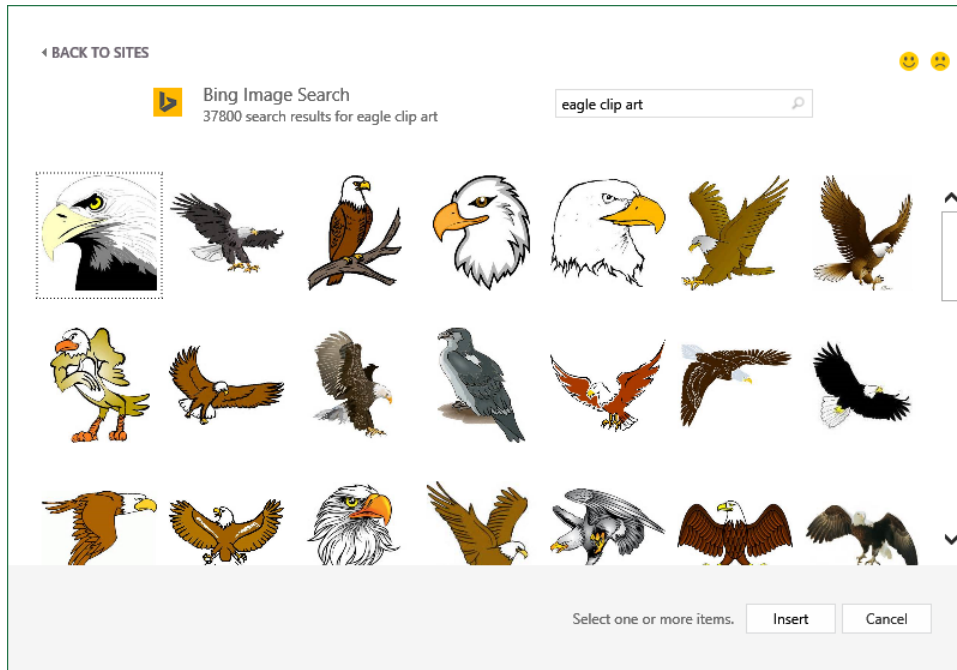 BACK TO SITES
Bing Image Search
37800 search results for eagle clip art
eagle clip art
Select one or more items.
Insert
Cancel